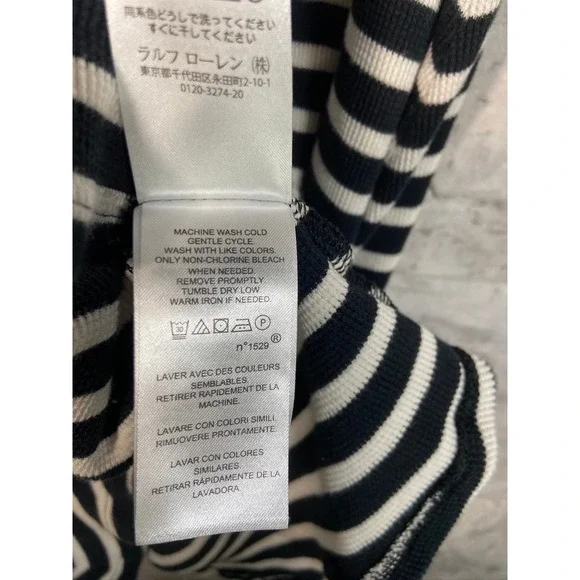 同系色どうしで洗ってください
すぐに干してください
ラルフ ローレン (株)
東京都千代田区永田町2-10-1
0120-3274-20
MACHINE WASH COLD
GENTLE CYCLE.
WASH WITH LIKE COLORS.
ONLY NON-CHLORINE BLEACH
WHEN NEEDED.
REMOVE PROMPTLY
TUMBLE DRY LOW
WARM IRON IF NEEDED.
30 P ®
n°1529
LAVER AVEC DES COULEURS
SEMBLABLES.
RETIRER RAPIDEMENT DE LA
MACHINE.
LAVARE CON COLORI SIMILI.
RIMUOVERE PRONTAMENTE.
LAVAR CON COLORES
SIMILARES.
RETIRAR RÁPIDAMENTE DE LA
LAVADORA.